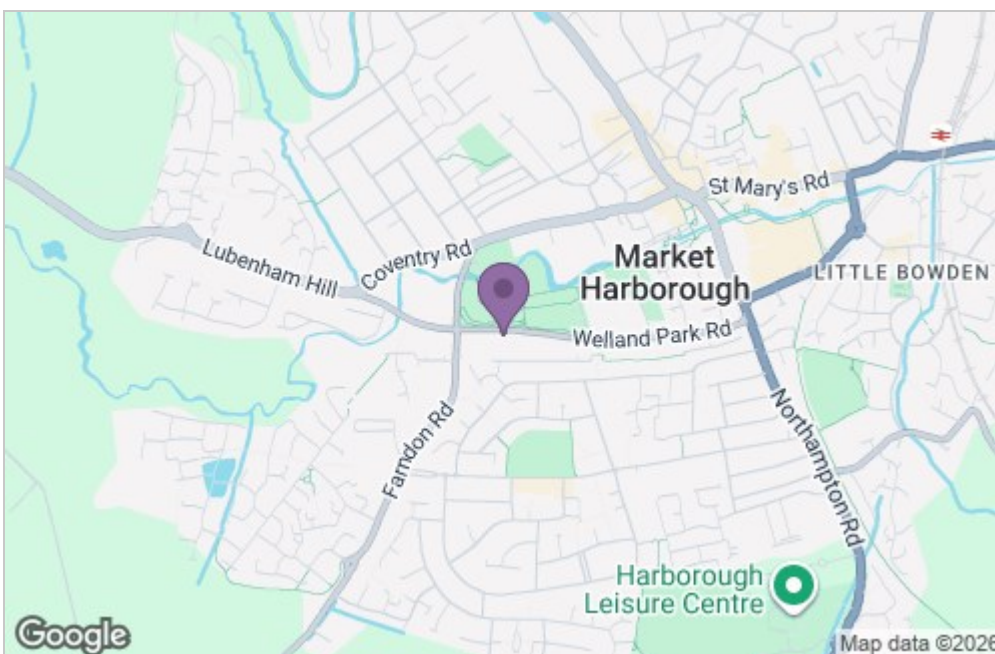 St Mary's Rd
Coventry Rd
Lubenham Hill
Market
Harborough
LITTLE BOWDEN
Welland Park Rd
Farndon Rd
Northampton Rd
Harborough
Leisure Centre
Google
Map data ©2026